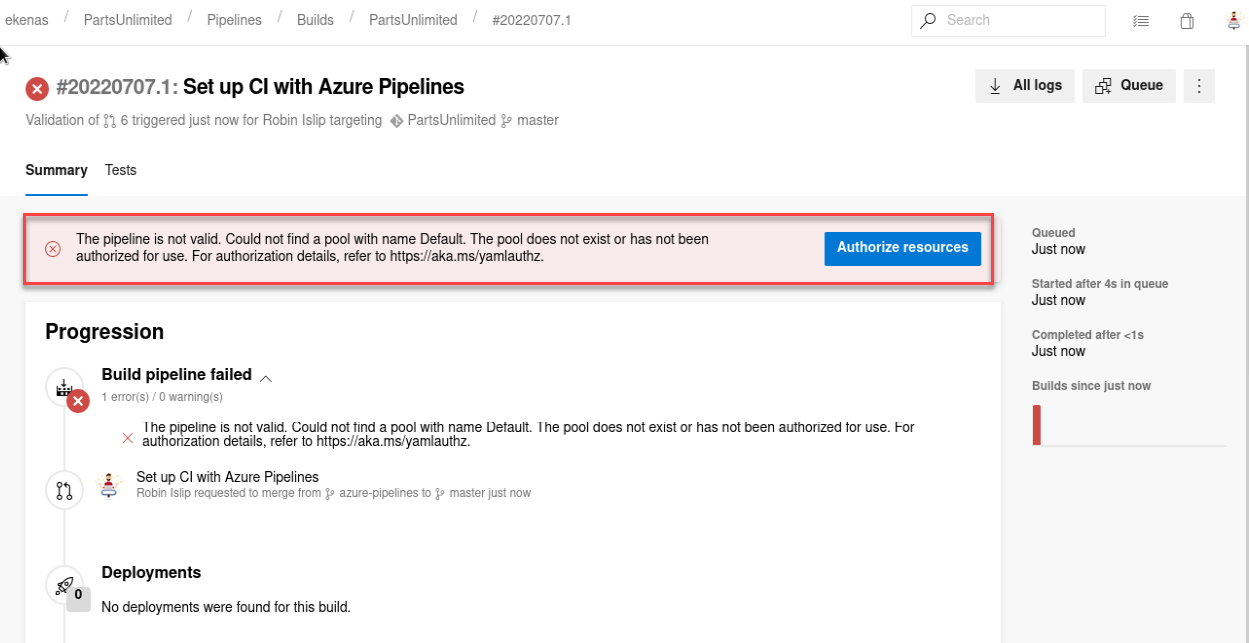 ekenas / PartsUnlimited / Pipelines / Builds / PartsUnlimited / #20220707.1
Search
#20220707.1: Set up CI with Azure Pipelines
All logs
Queue
Validation of 6 triggered just now for Robin Islip targeting PartsUnlimited master
Summary
Tests
The pipeline is not valid. Could not find a pool with name Default. The pool does not exist or has not been
authorized for use. For authorization details, refer to https://aka.ms/yamlauthz.
Authorize resources
Queued
Just now
Started after 4s in queue
Just now
Completed after <1s
Just now
Builds since just now
Progression
Build pipeline failed
1 error(s) / 0 warning(s)
The pipeline is not valid. Could not find a pool with name Default. The pool does not exist or has not been authorized for use. For
authorization details, refer to https://aka.ms/yamlauthz.
Set up CI with Azure Pipelines
Robin Islip requested to merge from azure-pipelines to master just now
Deployments
0
No deployments were found for this build.